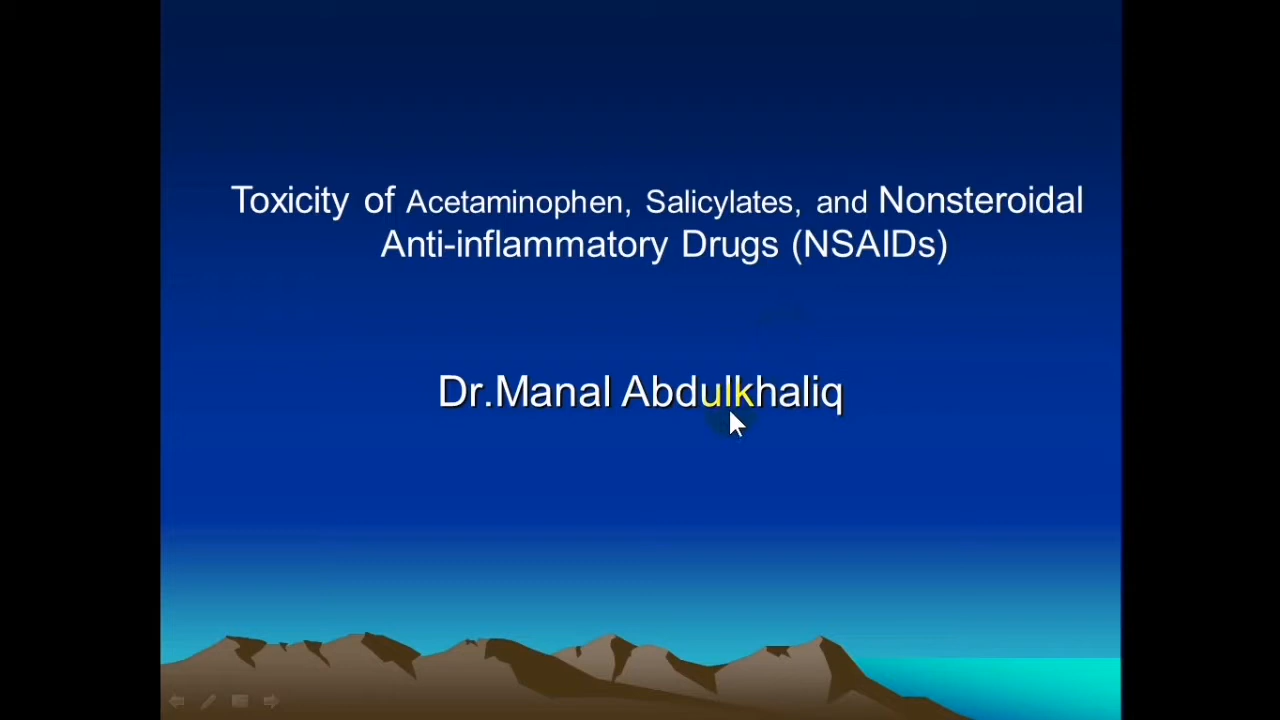 Toxicity of Acetaminophen, Salicylates, and Nonsteroidal
Anti-inflammatory Drugs (NSAIDs)
Dr.Manal Abdulkhaliq